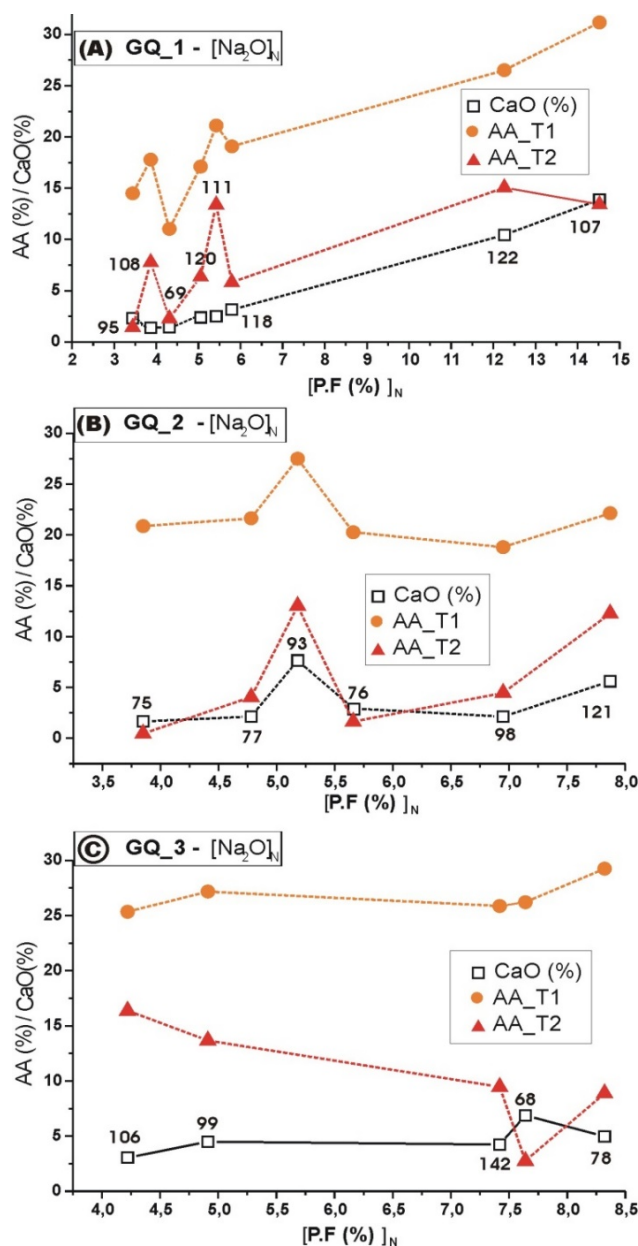 (A) GQ_1 - [Na₂O]N
AA (%) / CaO(%)
30
25
20
15
10
5
0
CaO (%)
AA_T1
AA_T2
95
108
69
120
111
118
122
107
2 3 4 5 6 7 8 9 10 11 12 13 14 15
[P.F (%) ]N
(B) GQ_2 - [Na₂O]N
AA (%) / CaO(%)
30
25
20
15
10
5
0
CaO (%)
AA_T1
AA_T2
75
77
93
76
98
121
3,5 4,0 4,5 5,0 5,5 6,0 6,5 7,0 7,5 8,0
[P.F (%) ]N
C GQ_3 - [Na₂O]N
AA (%) / CaO(%)
30
25
20
15
10
5
0
CaO (%)
AA_T1
AA_T2
106
99
142
68
78
4,0 4,5 5,0 5,5 6,0 6,5 7,0 7,5 8,0 8,5
[P.F (%) ]N